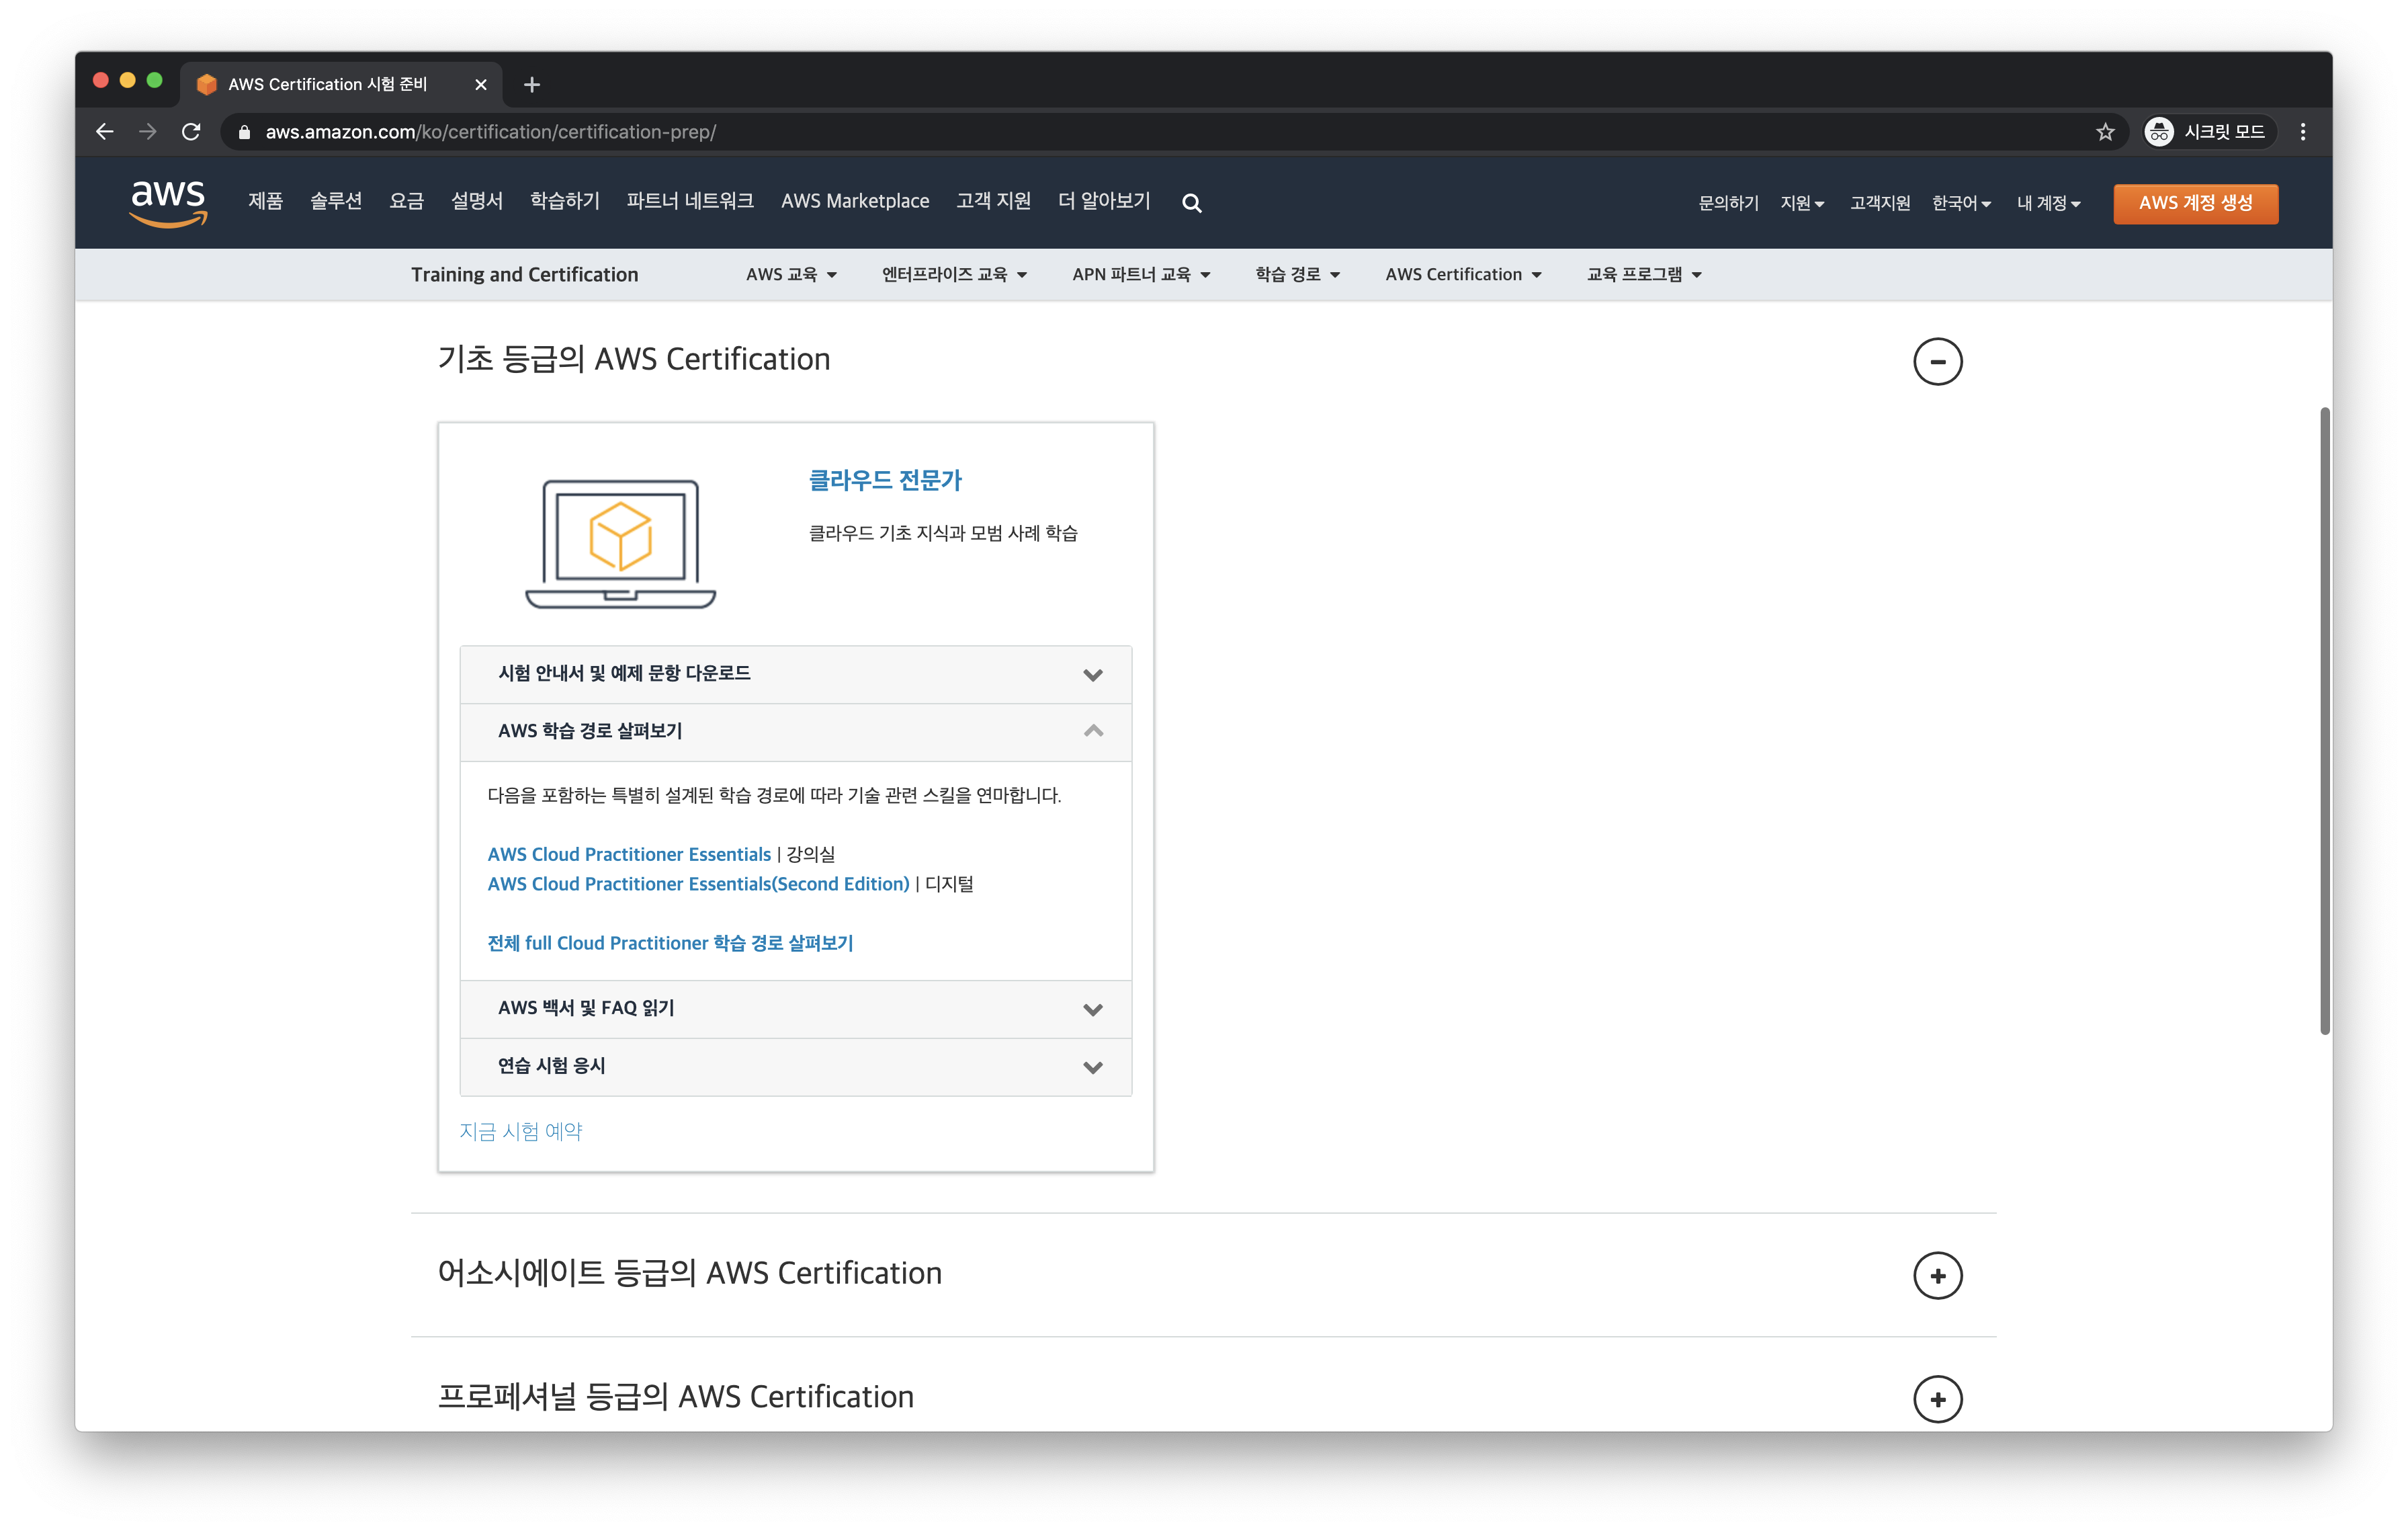 AWS Certification 시험 준비
aws.amazon.com/ko/certification/certification-prep/
시크릿 모드
aws
제품 솔루션 요금 설명서 학습하기 파트너 네트워크 AWS Marketplace 고객 지원 더 알아보기
문의하기 지원 고객지원 한국어 내 계정 AWS 계정 생성
Training and Certification AWS 교육 엔터프라이즈 교육 APN 파트너 교육 학습 경로 AWS Certification 교육 프로그램
기초 등급의 AWS Certification
클라우드 전문가
클라우드 기초 지식과 모범 사례 학습
시험 안내서 및 예제 문항 다운로드
AWS 학습 경로 살펴보기
다음을 포함하는 특별히 설계된 학습 경로에 따라 기술 관련 스킬을 연마합니다.
AWS Cloud Practitioner Essentials | 강의실
AWS Cloud Practitioner Essentials(Second Edition) | 디지털
전체 full Cloud Practitioner 학습 경로 살펴보기
AWS 백서 및 FAQ 읽기
연습 시험 응시
지금 시험 예약
어소시에이트 등급의 AWS Certification
프로페셔널 등급의 AWS Certification